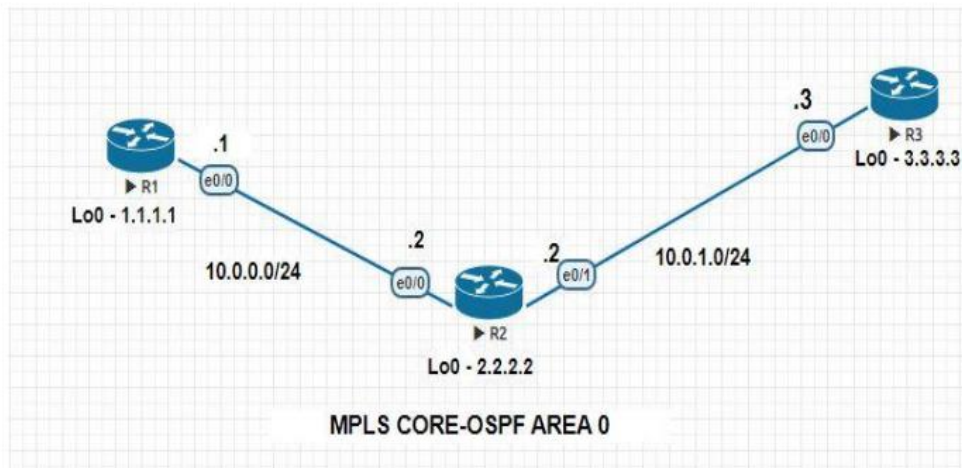 .3
e0/0
R3
Lo0 - 3.3.3.3
.1
e0/0
R1
Lo0 - 1.1.1.1
10.0.0.0/24
.2
e0/0
.2
e0/1
10.0.1.0/24
R2
Lo0 - 2.2.2.2
MPLS CORE-OSPF AREA 0